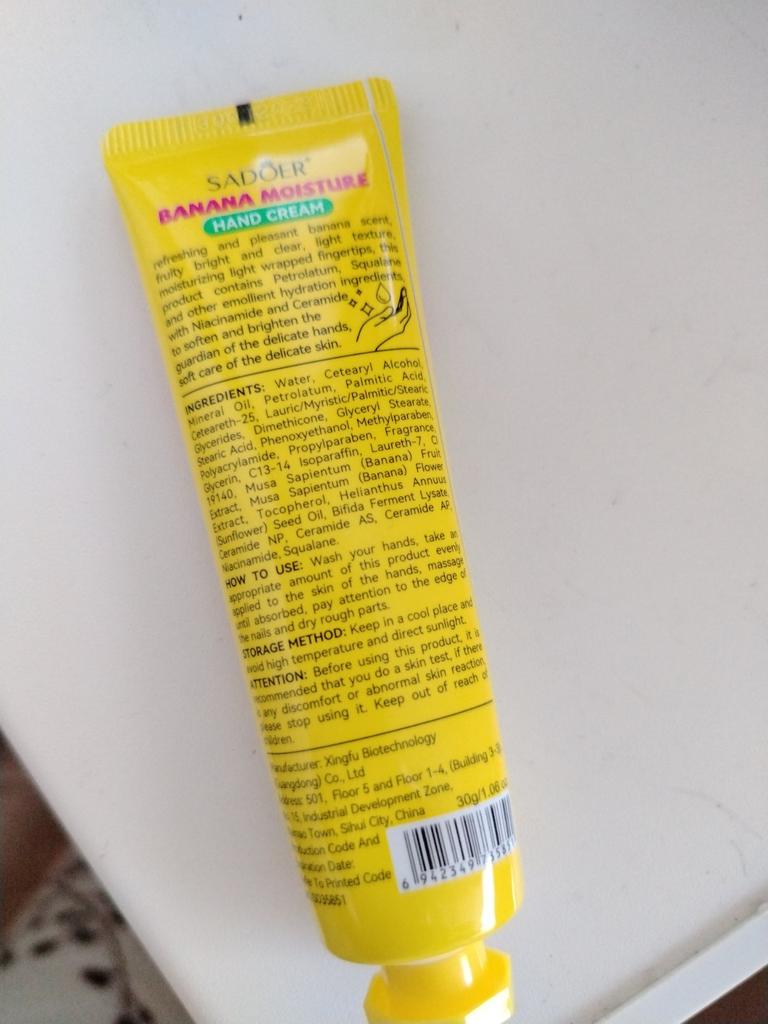 SADOER
BANANA MOISTURE
HAND CREAM
refreshing and pleasant banana scent,
fruity bright and clear, light texture,
moisturizing light wrapped fingertips, this
product contains Petrolatum, Squalane
and other emollient hydration ingredients,
with Niacinamide and Ceramide
to soften and brighten the
guardian of the delicate hands,
soft care of the delicate skin.
INGREDIENTS: Water, Cetearyl Alcohol,
Mineral Oil, Petrolatum, Palmitic Acid,
Ceteareth-25, Lauric/Myristic/Palmitic/Stearic
Glycerides, Dimethicone, Glyceryl Stearate,
Stearic Acid, Phenoxyethanol, Methylparaben,
Polyacrylamide, Propylparaben, Fragrance,
Glycerin, C13-14 Isoparaffin, Laureth-7, CI
19140, Musa Sapientum (Banana) Fruit
Extract, Musa Sapientum (Banana) Flower
Extract, Tocopherol, Helianthus Annuus
(Sunflower) Seed Oil, Bifida Ferment Lysate,
Ceramide NP, Ceramide AS, Ceramide AP,
Niacinamide, Squalane.
HOW TO USE: Wash your hands, take an
appropriate amount of this product evenly
applied to the skin of the hands, massage
until absorbed, pay attention to the edge of
the nails and dry rough parts.
STORAGE METHOD: Keep in a cool place and
avoid high temperature and direct sunlight.
ATTENTION: Before using this product, it is
recommended that you do a skin test, if there
is any discomfort or abnormal skin reaction,
please stop using it. Keep out of reach of
children.
Manufacturer: Xingfu Biotechnology
(Guangdong) Co., Ltd
Address: 501, Floor 5 and Floor 1-4, (Building 3-3)
15, Industrial Development Zone,
Town, Sihui City, China
30g/1.06 oz
Production Code And
Date:
To Printed Code
6 942349